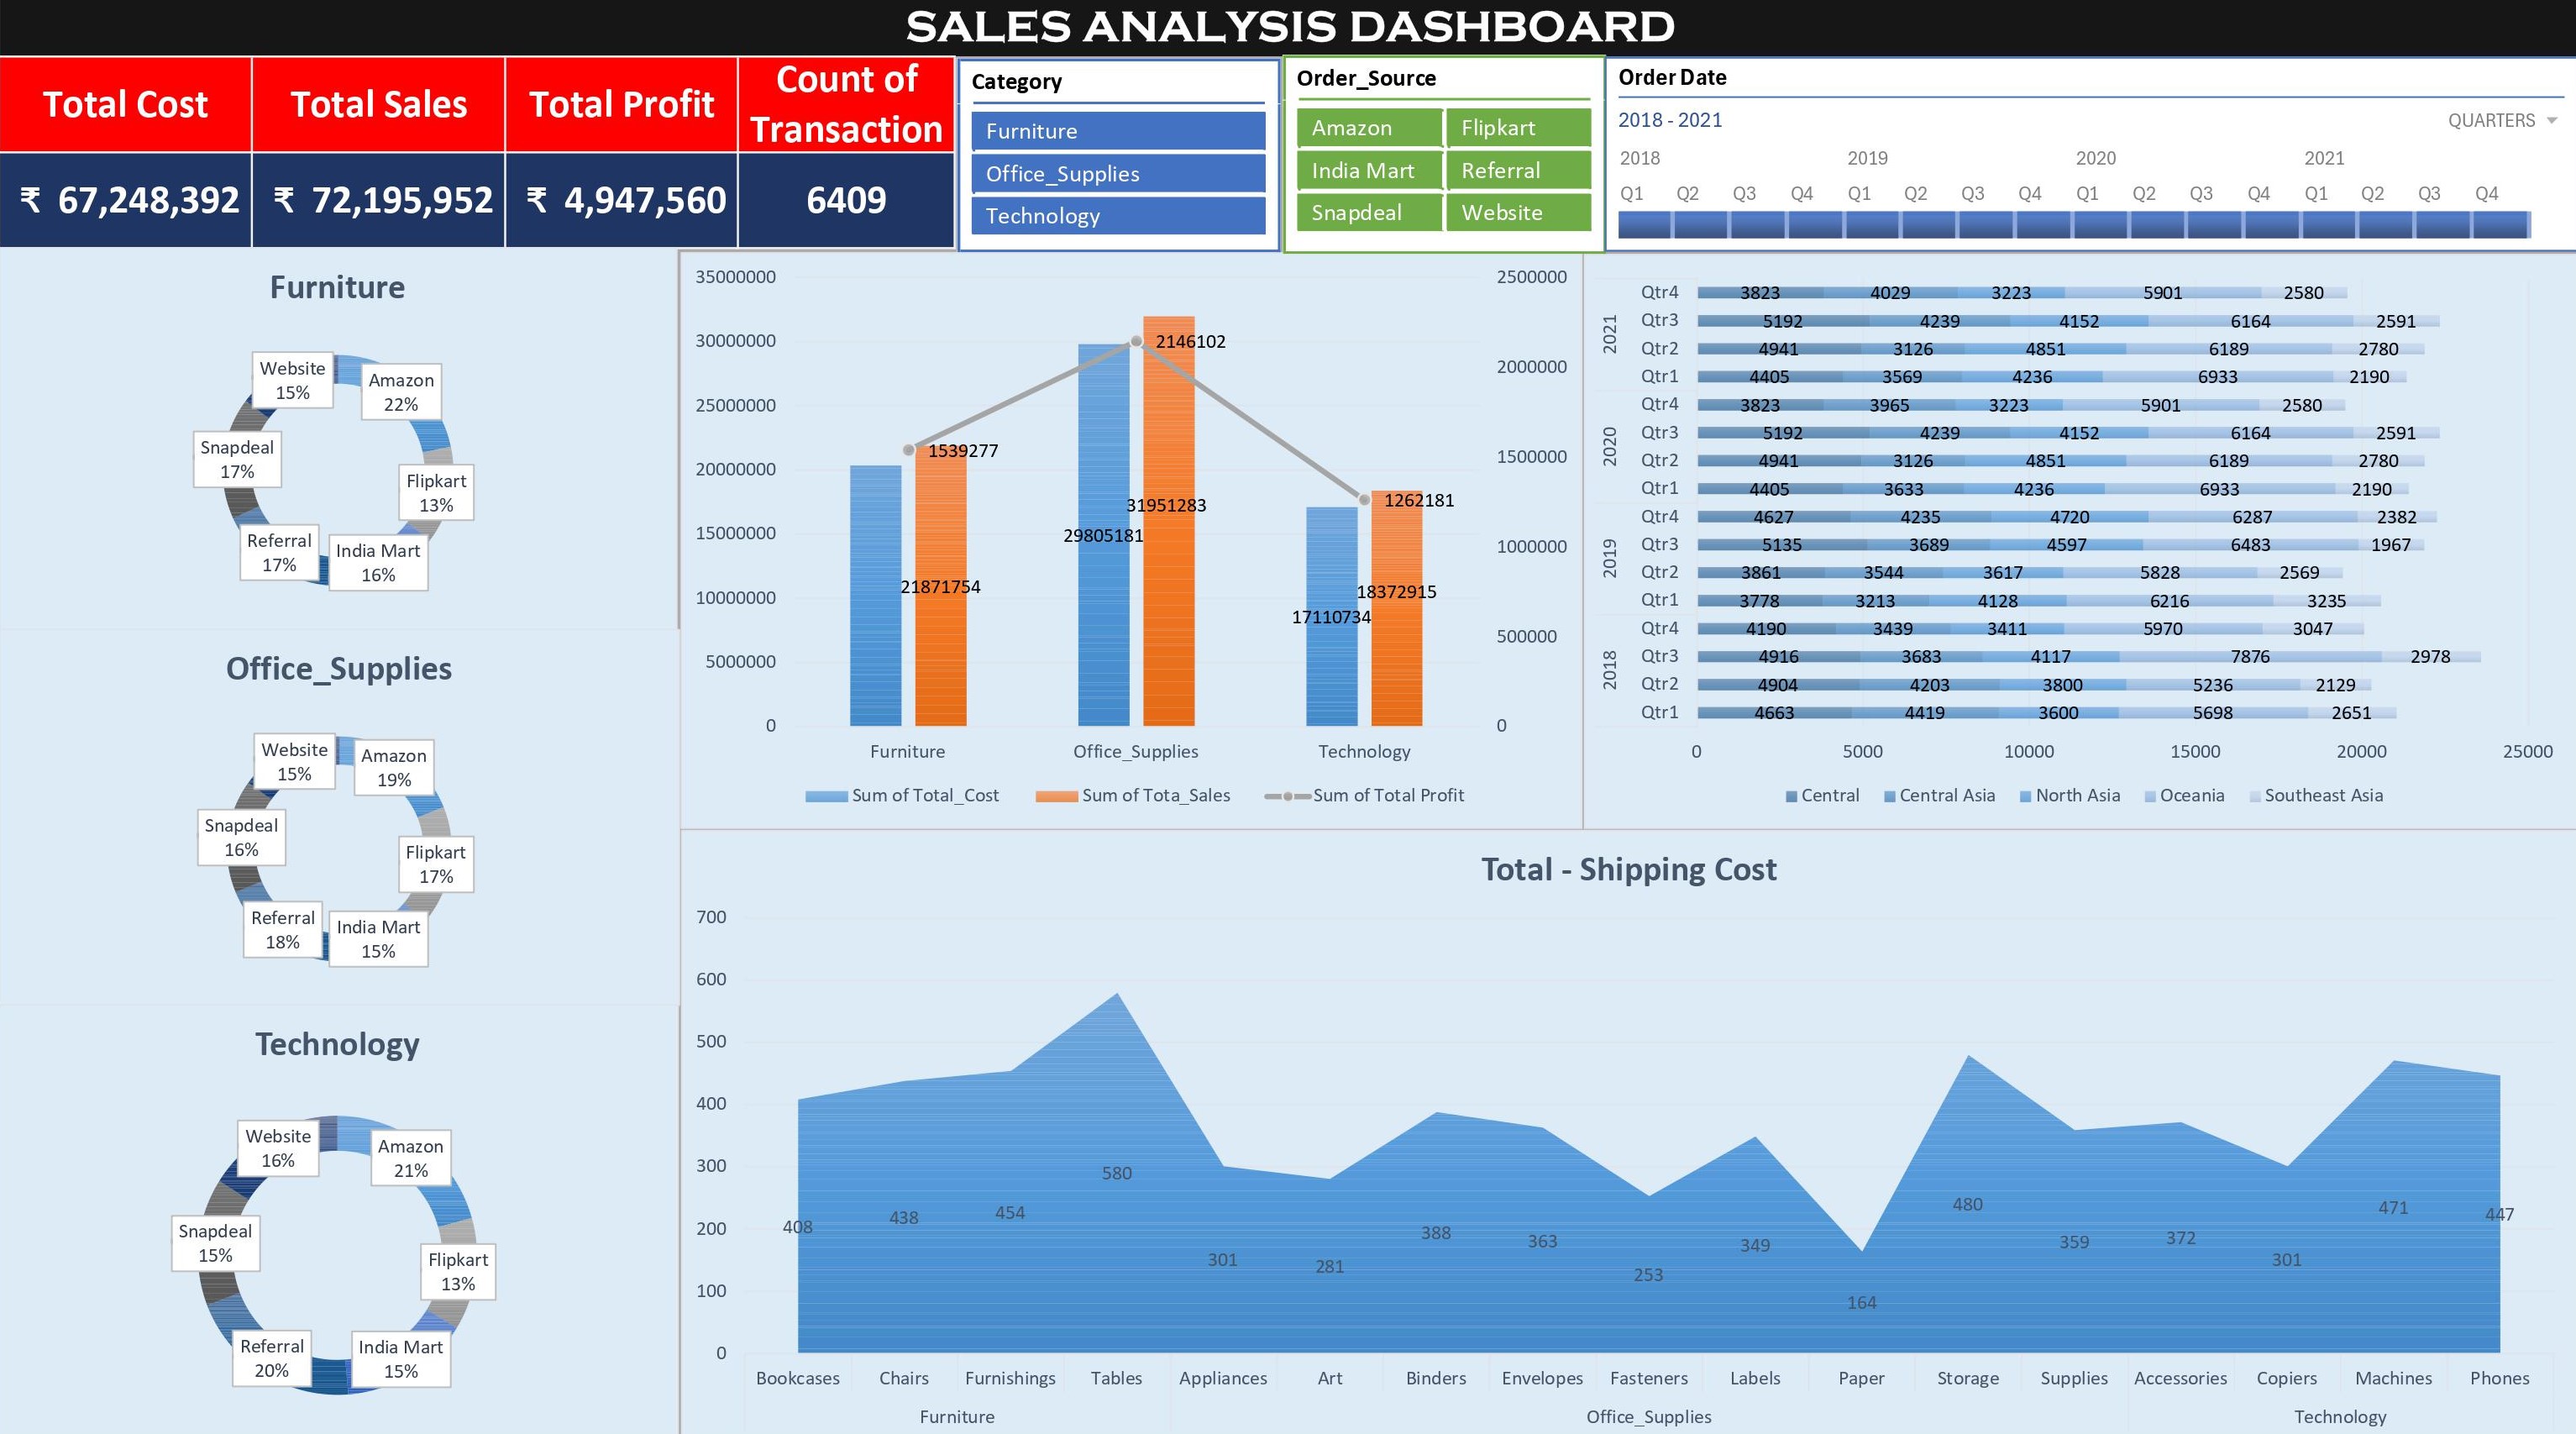 SALES ANALYSIS DASHBOARD
Total Cost
Total Sales
Total Profit
Count of
Transaction
₹ 67,248,392
₹ 72,195,952
₹ 4,947,560
6409
Category
Furniture
Office_Supplies
Technology
Order_Source
Amazon
Flipkart
India Mart
Referral
Snapdeal
Website
Order Date
2018 - 2021
QUARTERS
2018 2019 2020 2021
Q1 Q2 Q3 Q4 Q1 Q2 Q3 Q4 Q1 Q2 Q3 Q4 Q1 Q2 Q3 Q4
Furniture
Website
15%
Amazon
22%
Snapdeal
17%
Flipkart
13%
Referral
17%
India Mart
16%
Office_Supplies
Website
15%
Amazon
19%
Snapdeal
16%
Flipkart
17%
Referral
18%
India Mart
15%
Technology
Website
16%
Amazon
21%
Snapdeal
15%
Flipkart
13%
Referral
20%
India Mart
15%
35000000
30000000
25000000
20000000
15000000
10000000
5000000
0
2500000
2000000
1500000
1000000
500000
0
1539277
2146102
1262181
21871754
29805181
31951283
17110734
18372915
Furniture
Office_Supplies
Technology
Sum of Total_Cost
Sum of Tota_Sales
Sum of Total Profit
2021
Qtr4 3823 4029 3223 5901 2580
Qtr3 5192 4239 4152 6164 2591
Qtr2 4941 3126 4851 6189 2780
Qtr1 4405 3569 4236 6933 2190
2020
Qtr4 3823 3965 3223 5901 2580
Qtr3 5192 4239 4152 6164 2591
Qtr2 4941 3126 4851 6189 2780
Qtr1 4405 3633 4236 6933 2190
2019
Qtr4 4627 4235 4720 6287 2382
Qtr3 5135 3689 4597 6483 1967
Qtr2 3861 3544 3617 5828 2569
Qtr1 3778 3213 4128 6216 3235
2018
Qtr4 4190 3439 3411 5970 3047
Qtr3 4916 3683 4117 7876 2978
Qtr2 4904 4203 3800 5236 2129
Qtr1 4663 4419 3600 5698 2651
0 5000 10000 15000 20000 25000
Central Central Asia North Asia Oceania Southeast Asia
Total - Shipping Cost
700
600
500
400
300
200
100
0
408 438 454 580 301 281 388 363 253 349 164 480 359 372 301 471 447
Bookcases Chairs Furnishings Tables Appliances Art Binders Envelopes Fasteners Labels Paper Storage Supplies Accessories Copiers Machines Phones
Furniture Office_Supplies Technology